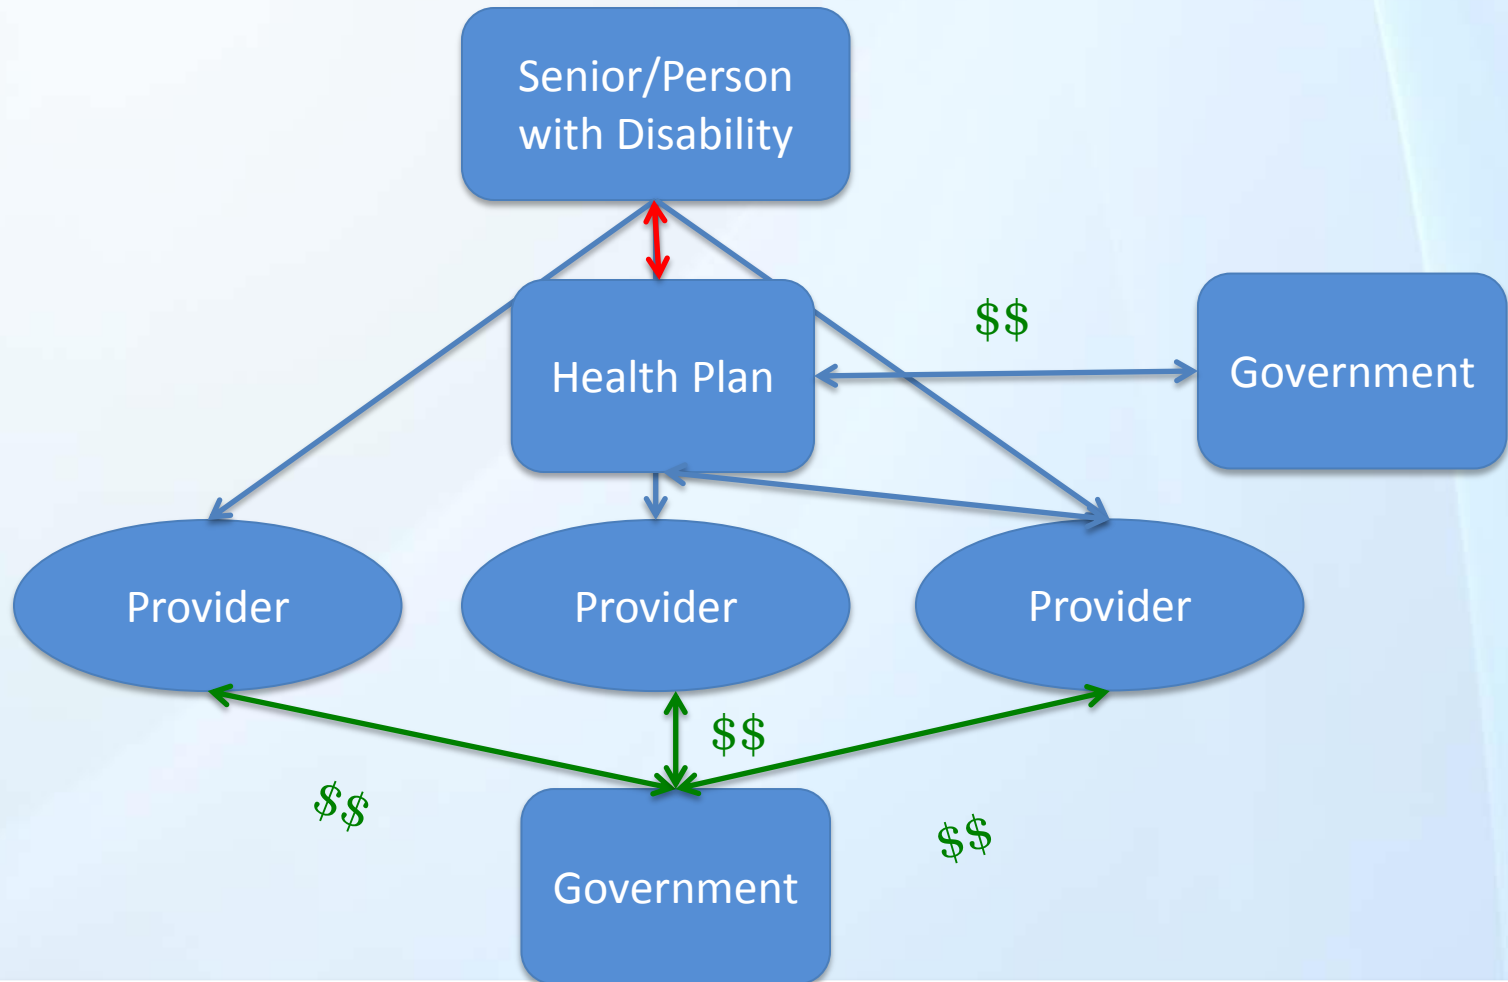 Senior/Person
with Disability
$$
Health Plan
Government
Provider
Provider
Provider
$$
$$
$$
Government